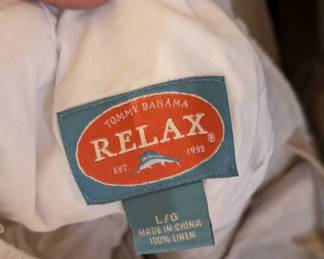 TOMMY BAHAMA
RELAX®
EST 1993
L/G
MADE IN CHINA
100% LINEN